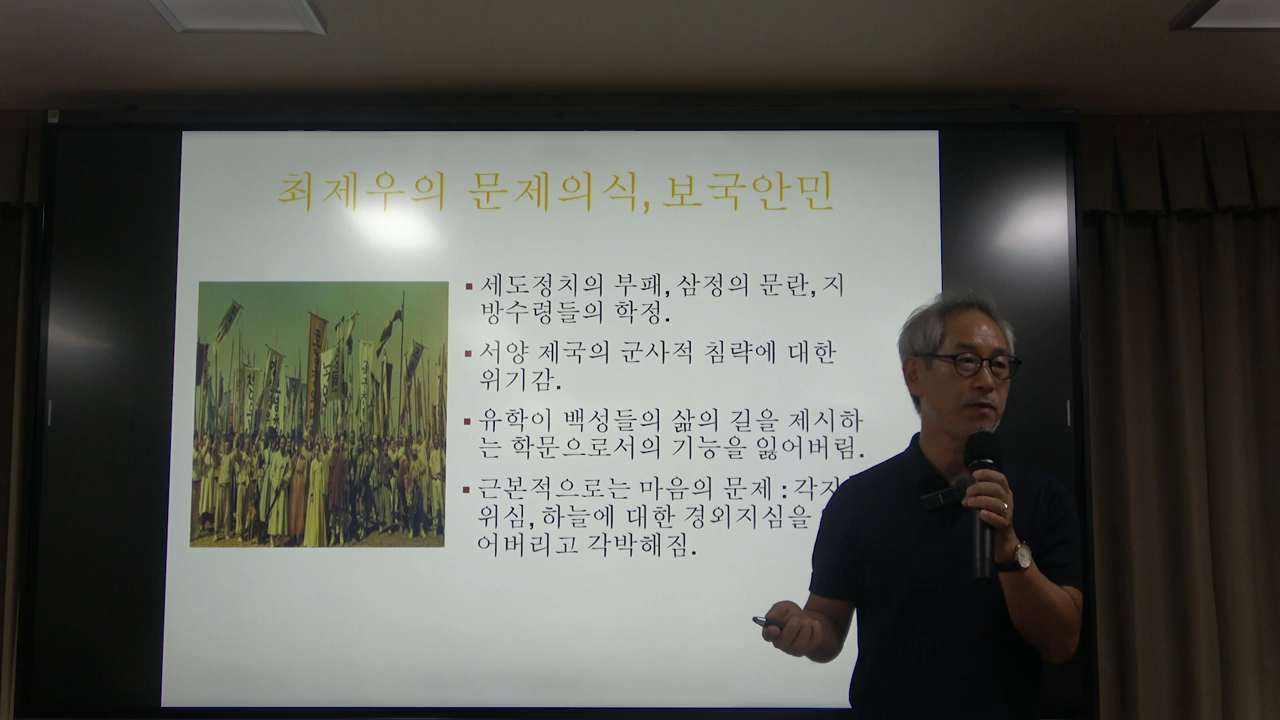 최제우의 문제의식, 보국안민
▪ 세도정치의 부패, 삼정의 문란, 지
방수령들의 학정.
▪ 서양 제국의 군사적 침략에 대한
위기감.
▪ 유학이 백성들의 삶의 길을 제시하
는 학문으로서의 기능을 잃어버림.
▪ 근본적으로는 마음의 문제 : 각자
위심, 하늘에 대한 경외지심을
어버리고 각박해짐.